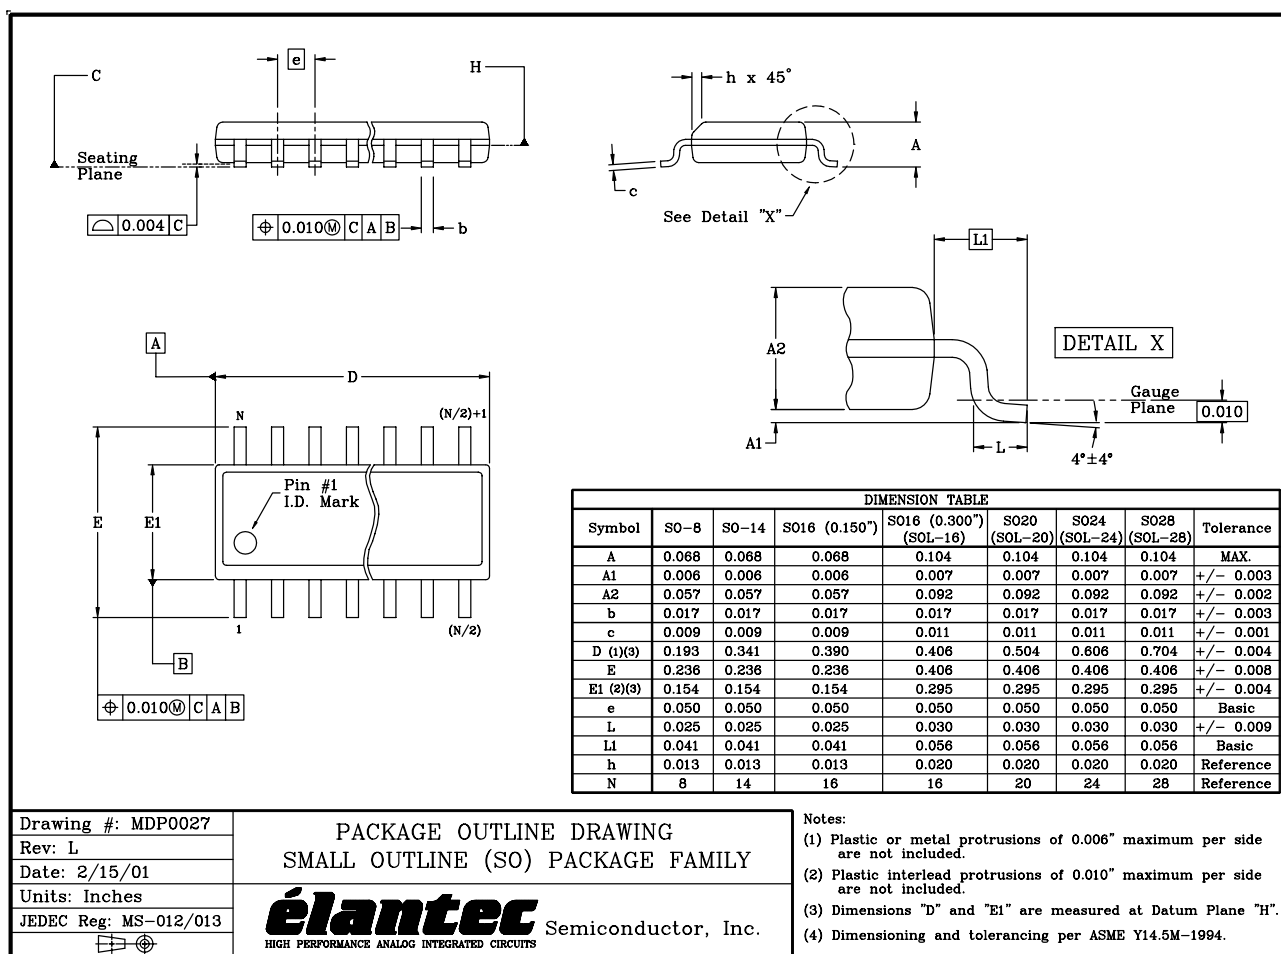 e
C
H
Seating
Plane
0.004 C
0.010Ⓜ C A B
b
h x 45°
A
c
See Detail "X"
L1
A2
DETAIL X
Gauge
Plane
0.010
A1
L
4°±4°
A
D
N
(N/2)+1
Pin #1
I.D. Mark
E
E1
1
(N/2)
B
0.010Ⓜ C A B
DIMENSION TABLE
Symbol SO-8 SO-14 SO16 (0.150") SO16 (0.300") (SOL-16) SO20 (SOL-20) SO24 (SOL-24) SO28 (SOL-28) Tolerance
A 0.068 0.068 0.068 0.104 0.104 0.104 0.104 MAX.
A1 0.006 0.006 0.006 0.007 0.007 0.007 0.007 +/- 0.003
A2 0.057 0.057 0.057 0.092 0.092 0.092 0.092 +/- 0.002
b 0.017 0.017 0.017 0.017 0.017 0.017 0.017 +/- 0.003
c 0.009 0.009 0.009 0.011 0.011 0.011 0.011 +/- 0.001
D (1)(3) 0.193 0.341 0.390 0.406 0.504 0.606 0.704 +/- 0.004
E 0.236 0.236 0.236 0.406 0.406 0.406 0.406 +/- 0.008
E1 (2)(3) 0.154 0.154 0.154 0.295 0.295 0.295 0.295 +/- 0.004
e 0.050 0.050 0.050 0.050 0.050 0.050 0.050 Basic
L 0.025 0.025 0.025 0.030 0.030 0.030 0.030 +/- 0.009
L1 0.041 0.041 0.041 0.056 0.056 0.056 0.056 Basic
h 0.013 0.013 0.013 0.020 0.020 0.020 0.020 Reference
N 8 14 16 16 20 24 28 Reference
Drawing #: MDP0027
Rev: L
Date: 2/15/01
Units: Inches
JEDEC Reg: MS-012/013
PACKAGE OUTLINE DRAWING
SMALL OUTLINE (SO) PACKAGE FAMILY
élantec Semiconductor, Inc.
HIGH PERFORMANCE ANALOG INTEGRATED CIRCUITS
Notes:
(1) Plastic or metal protrusions of 0.006" maximum per side
are not included.
(2) Plastic interlead protrusions of 0.010" maximum per side
are not included.
(3) Dimensions "D" and "E1" are measured at Datum Plane "H".
(4) Dimensioning and tolerancing per ASME Y14.5M-1994.